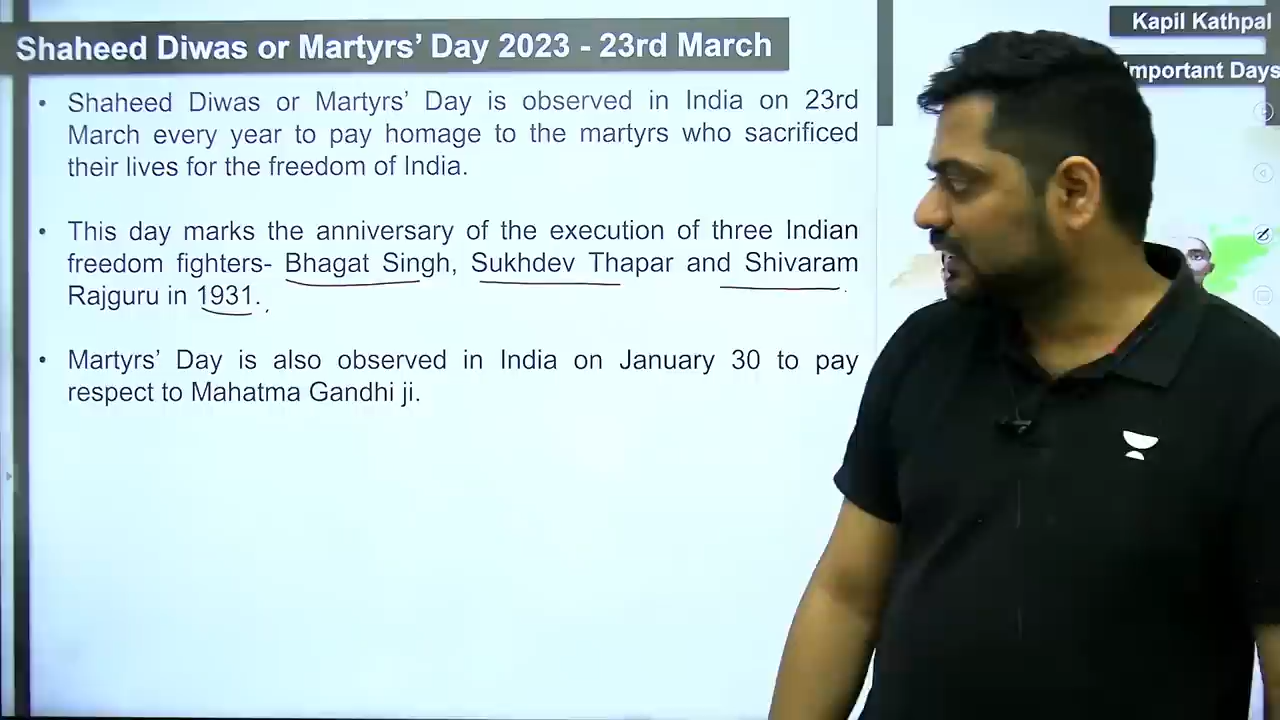 Kapil Kathpal
Shaheed Diwas or Martyrs’ Day 2023 - 23rd March
Important Days
• Shaheed Diwas or Martyrs’ Day is observed in India on 23rd
March every year to pay homage to the martyrs who sacrificed
their lives for the freedom of India.
• This day marks the anniversary of the execution of three Indian
freedom fighters- Bhagat Singh, Sukhdev Thapar and Shivaram
Rajguru in 1931.
• Martyrs’ Day is also observed in India on January 30 to pay
respect to Mahatma Gandhi ji.